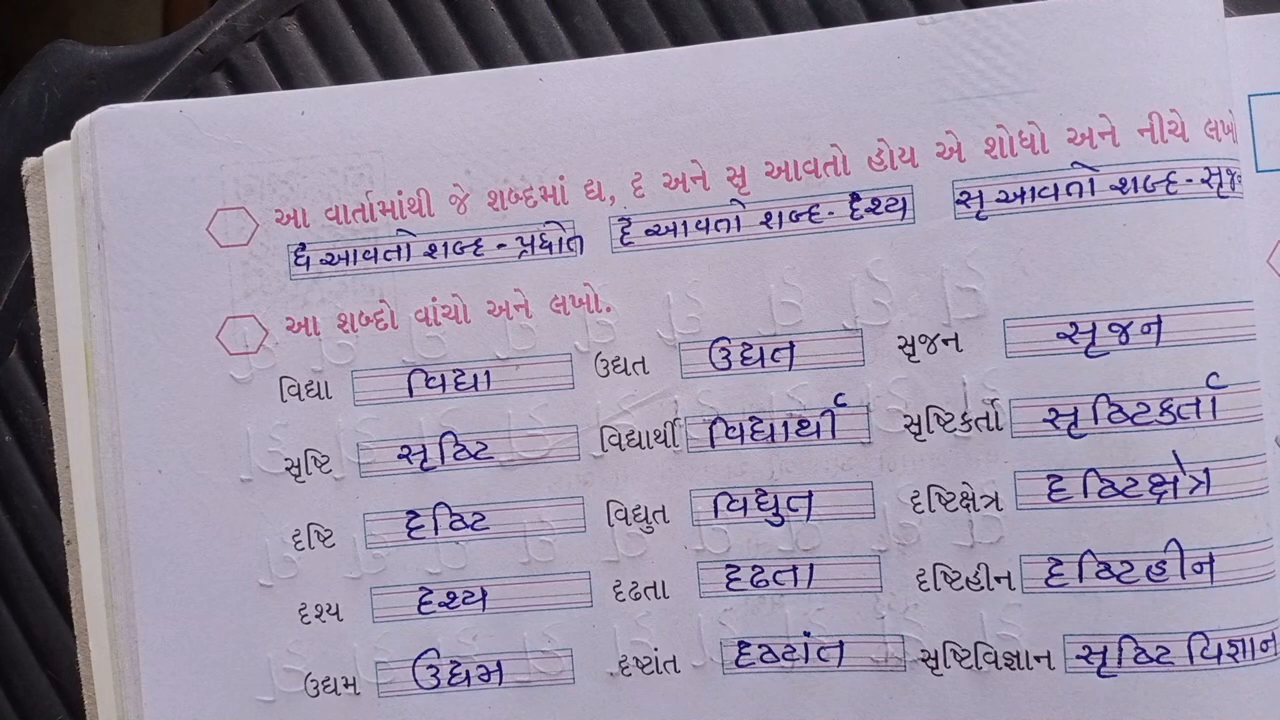 આ વાર્તામાંથી જે શબ્દમાં દ્ય, દૃ અને સૃ આવતો હોય એ શોધો અને નીચે લખો
દ્ય આવતો શબ્દ - પ્રદ્યોત દૃ આવતો શબ્દ - દૃશ્ય સૃ આવતો શબ્દ - સૃજ
આ શબ્દો વાંચો અને લખો.
વિદ્યા વિદ્યા ઉદ્યત ઉદ્યત સૃજન સૃજન
સૃષ્ટિ સૃષ્ટિ વિદ્યાર્થી વિદ્યાર્થી સૃષ્ટિકર્તા સૃષ્ટિકર્તા
દૃષ્ટિ દૃષ્ટિ વિદ્યુત વિદ્યુત દૃષ્ટિક્ષેત્ર દૃષ્ટિક્ષેત્ર
દૃશ્ય દૃશ્ય દૃઢતા દૃઢતા દૃષ્ટિહીન દૃષ્ટિહીન
ઉદ્યમ ઉદ્યમ દૃષ્ટાંત દૃષ્ટાંત સૃષ્ટિવિજ્ઞાન સૃષ્ટિ વિજ્ઞાન